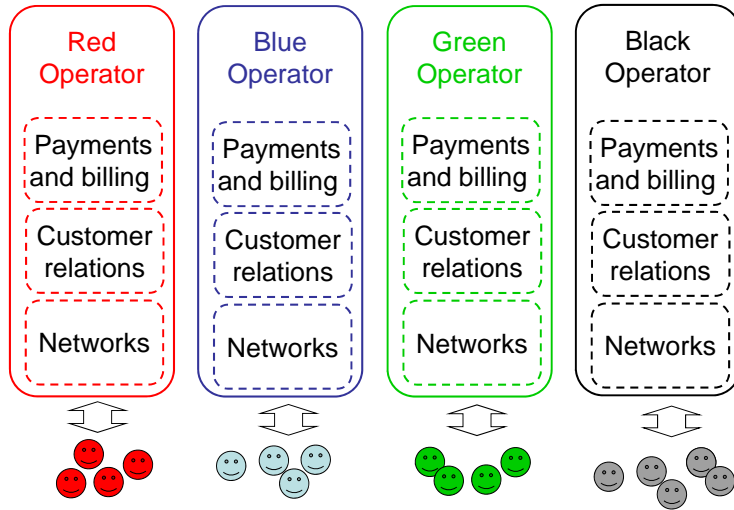 Red
Operator
Payments
and billing
Customer
relations
Networks
Blue
Operator
Payments
and billing
Customer
relations
Networks
Green
Operator
Payments
and billing
Customer
relations
Networks
Black
Operator
Payments
and billing
Customer
relations
Networks